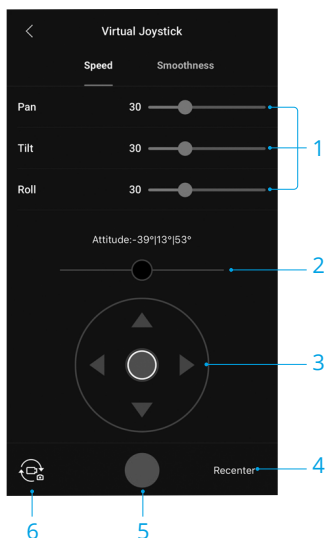 Virtual Joystick
Speed Smoothness
Pan 30
1
Tilt 30
Roll 30
Attitude:-39°|13°|53°
2
3
Recenter
4
6 5